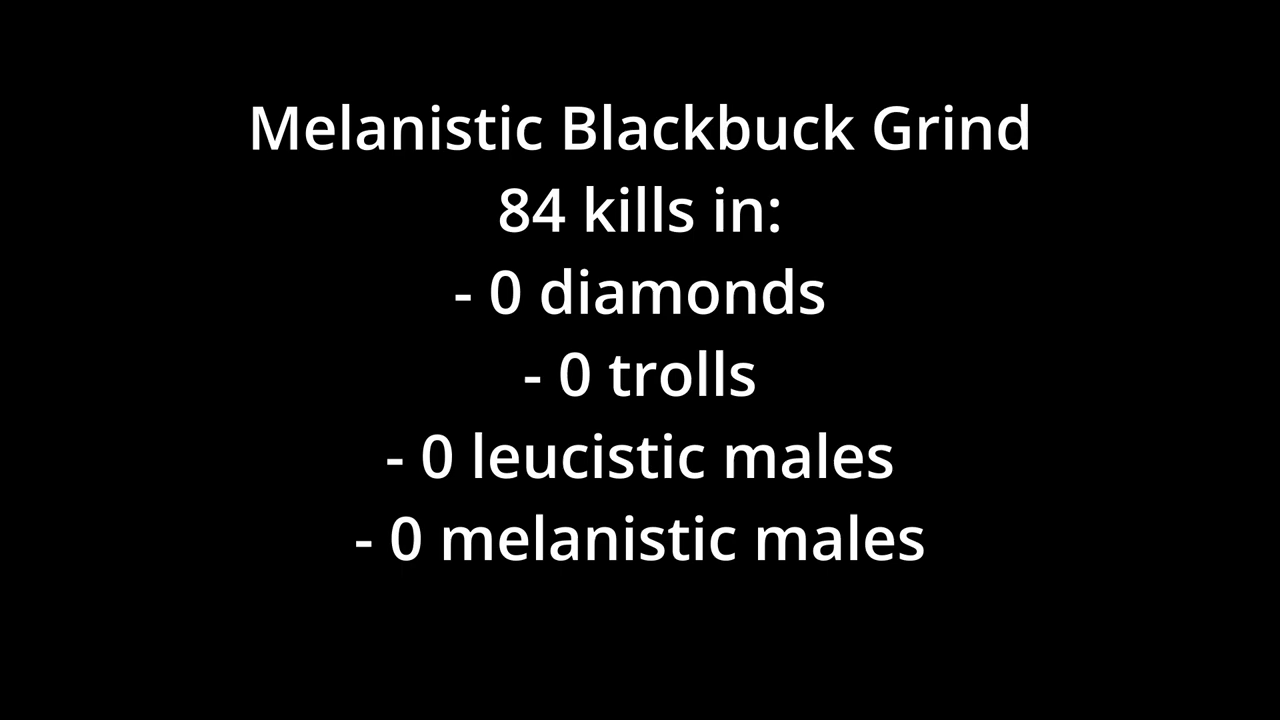 Melanistic Blackbuck Grind
84 kills in:
- 0 diamonds
- 0 trolls
- 0 leucistic males
- 0 melanistic males